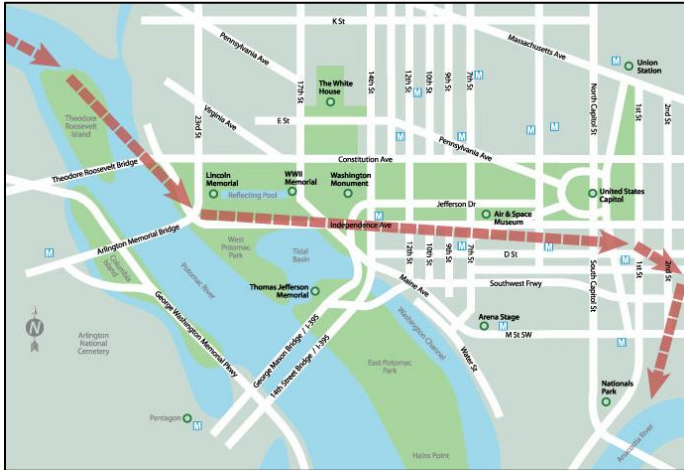 K St
Pennsylvania Ave
Massachusetts Ave
M
Union
Station
17th St
14th St
12th St
10th St
9th St
7th St
M
M
The White
House
North Capitol St
1st St
2nd St
Theodore
Roosevelt
Island
23rd St
Virginia Ave
E St
M
M
M
M
Pennsylvania Ave
Constitution Ave
Theodore Roosevelt Bridge
Lincoln
Memorial
WWII
Memorial
Washington
Monument
Reflecting Pool
United States
Capitol
Jefferson Dr
M
Air & Space
Museum
Independence Ave
Arlington Memorial Bridge
M
West
Potomac
Park
Tidal
Basin
12th St
10th St
9th St
7th St
M
D St
M
1st St
2nd St
Columbia
Island
Potomac River
Thomas Jefferson
Memorial
Maine Ave
Southwest Frwy
South Capitol St
N
Arlington
National
Cemetery
George Washington Memorial Pkwy
George Mason Bridge / I-395
14th Street Bridge / I-395
Washington Channel
Water St
Arena Stage
M
M St SW
M
East Potomac
Park
Nationals
Park
Pentagon
M
Anacostia River
Hains Point